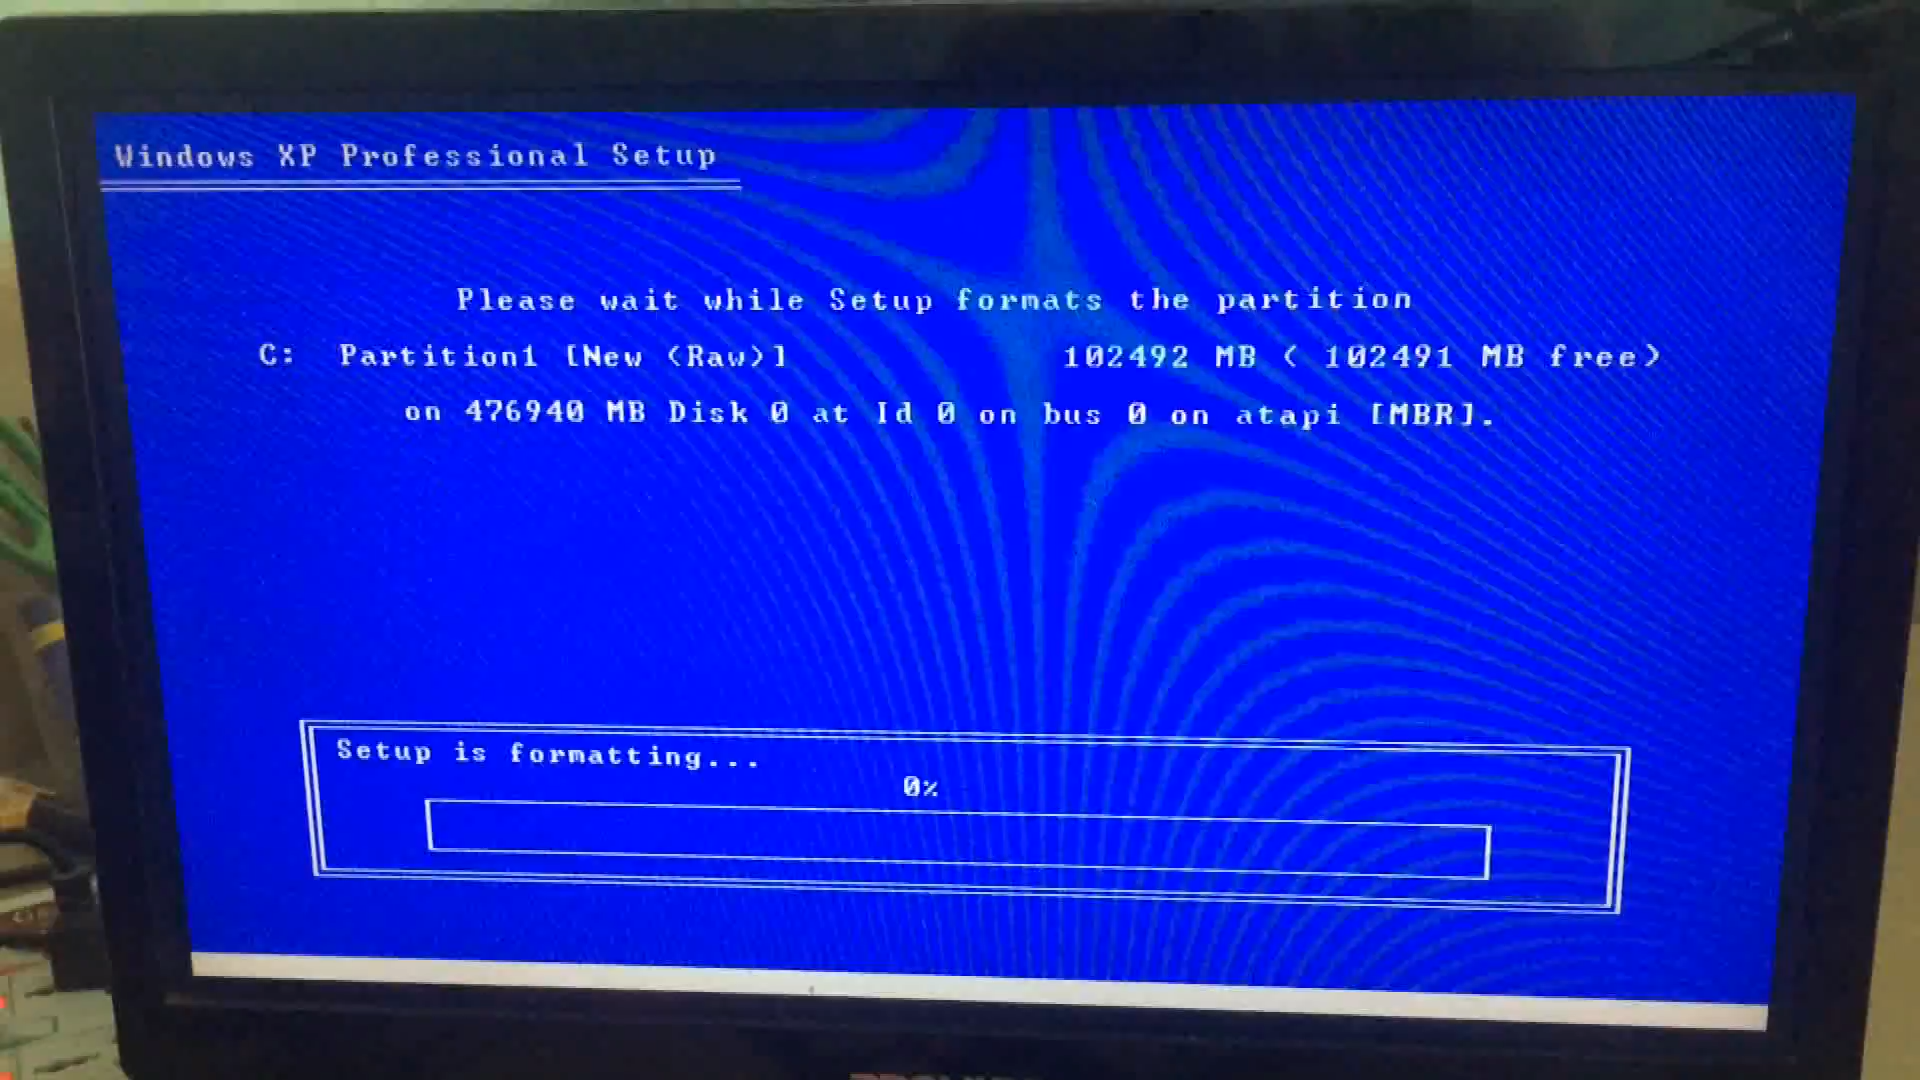 Windows XP Professional Setup
Please wait while Setup formats the partition
C: Partition1 [New (Raw)] 102492 MB ( 102491 MB free)
on 476940 MB Disk 0 at Id 0 on bus 0 on atapi [MBR].
Setup is formatting...
0%